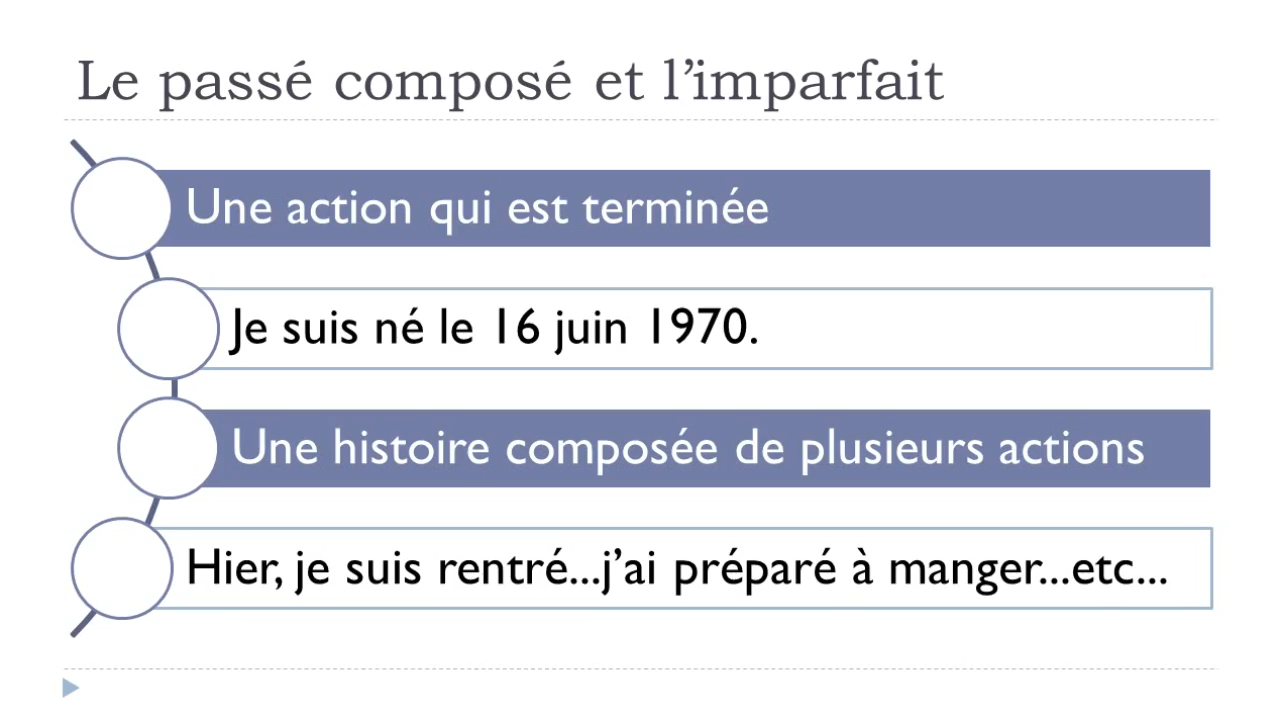 Le passé composé et l’imparfait
Une action qui est terminée
Je suis né le 16 juin 1970.
Une histoire composée de plusieurs actions
Hier, je suis rentré...j’ai préparé à manger...etc...